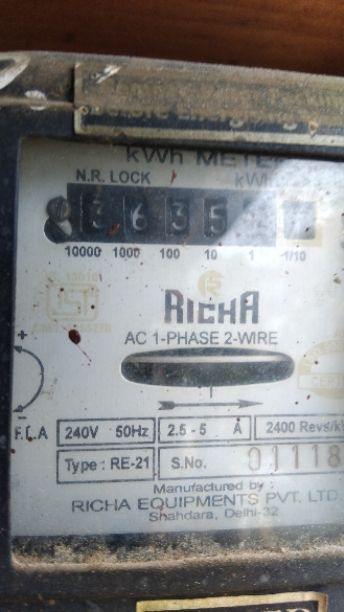 kWh METER
N.R. LOCK kWh
3 6 3 5
10000 1000 100 10 1 1/10
RICHA
AC 1-PHASE 2-WIRE
+
-
F.L.A 240V 50Hz 2.5 - 5 A 2400 Revs/k
Type : RE-21 S.No. 01118
Manufactured by :
RICHA EQUIPMENTS PVT. LTD.
Shahdara, Delhi-32